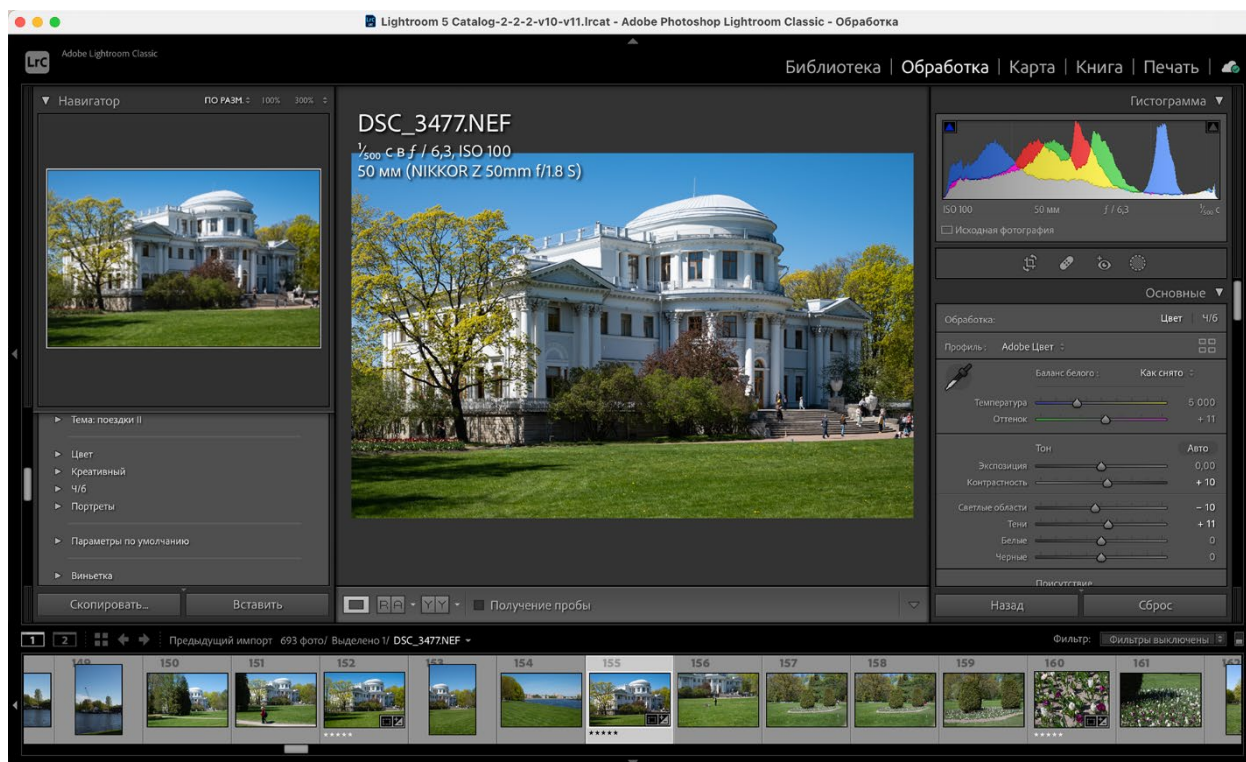 Lightroom 5 Catalog-2-2-2-v10-v11.lrcat - Adobe Photoshop Lightroom Classic - Обработка
LrC Adobe Lightroom Classic
Библиотека | Обработка | Карта | Книга | Печать |
Навигатор ПО РАЗМ. 100% 300%
Тема: поездки II
Цвет
Креативный
Ч/б
Портреты
Параметры по умолчанию
Виньетка
Скопировать... Вставить
DSC_3477.NEF
1/500 с в ƒ / 6,3, ISO 100
50 мм (NIKKOR Z 50mm f/1.8 S)
RA YY Получение пробы
Гистограмма
ISO 100 50 мм ƒ / 6,3 1/500 с
Исходная фотография
Основные
Обработка: Цвет Ч/б
Профиль: Adobe Цвет
Баланс белого : Как снято
Температура 5 000
Оттенок + 11
Тон Авто
Экспозиция 0,00
Контрастность + 10
Светлые области – 10
Тени + 11
Белые 0
Черные 0
Присутствие
Назад Сброс
1 2 Предыдущий импорт 693 фото/ Выделено 1/ DSC_3477.NEF
Фильтр: Фильтры выключены
149 150 151 152 153 154 155 156 157 158 159 160 161 162